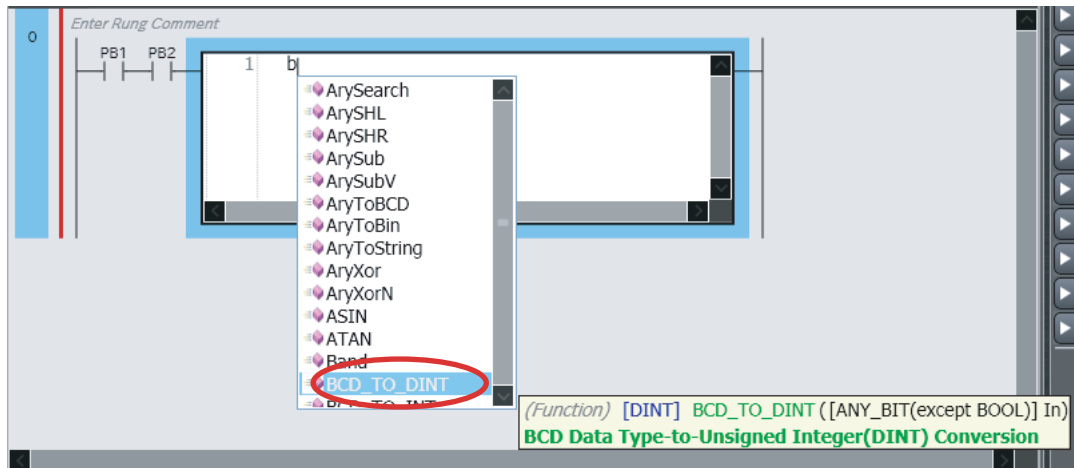 Enter Rung Comment
0
PB1 PB2
1 b
ArySearch
ArySHL
ArySHR
ArySub
ArySubV
AryToBCD
AryToBin
AryToString
AryXor
AryXorN
ASIN
ATAN
Band
BCD_TO_DINT
BCD_TO_INT
(Function) [DINT] BCD_TO_DINT([ANY_BIT(except BOOL)] In)
BCD Data Type-to-Unsigned Integer(DINT) Conversion